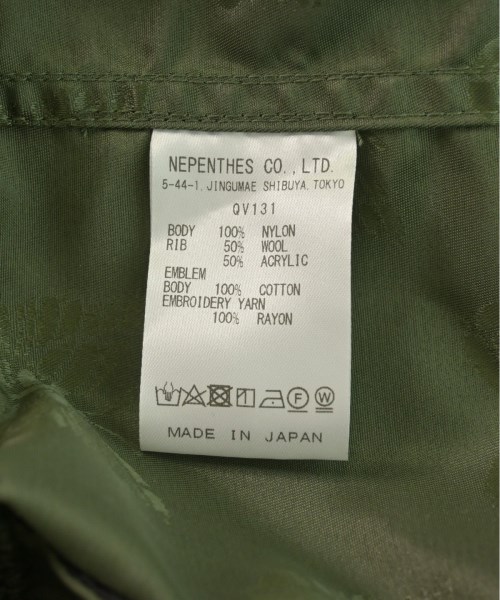 NEPENTHES CO.,LTD.
5-44-1, JINGUMAE SHIBUYA, TOKYO
QV131
BODY 100% NYLON
RIB 50% WOOL
50% ACRYLIC
EMBLEM
BODY 100% COTTON
EMBROIDERY YARN
100% RAYON
F W
MADE IN JAPAN